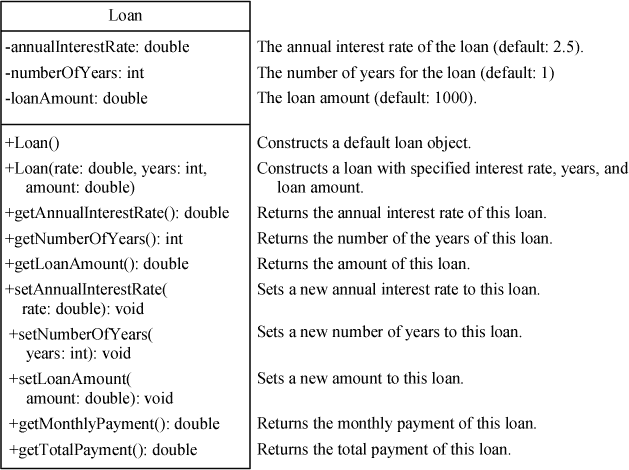 Loan
-annualInterestRate: double The annual interest rate of the loan (default: 2.5).
-numberOfYears: int The number of years for the loan (default: 1)
-loanAmount: double The loan amount (default: 1000).
+Loan() Constructs a default loan object.
+Loan(rate: double, years: int, Constructs a loan with specified interest rate, years, and
amount: double) loan amount.
+getAnnualInterestRate(): double Returns the annual interest rate of this loan.
+getNumberOfYears(): int Returns the number of the years of this loan.
+getLoanAmount(): double Returns the amount of this loan.
+setAnnualInterestRate( Sets a new annual interest rate to this loan.
rate: double): void
+setNumberOfYears( Sets a new number of years to this loan.
years: int): void
+setLoanAmount( Sets a new amount to this loan.
amount: double): void
+getMonthlyPayment(): double Returns the monthly payment of this loan.
+getTotalPayment(): double Returns the total payment of this loan.